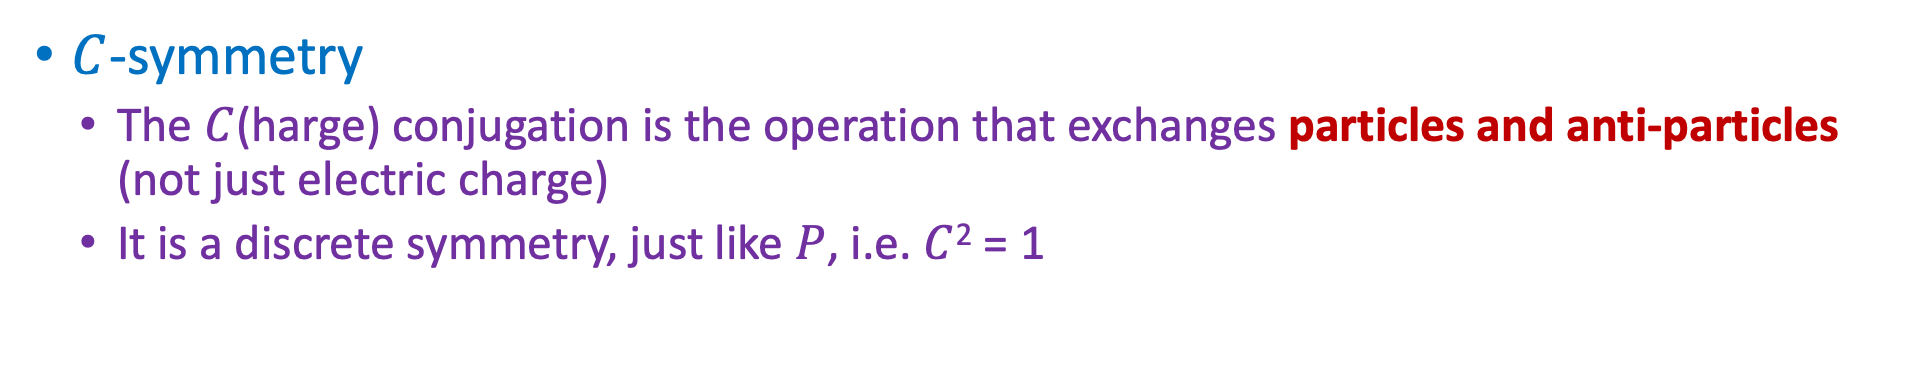 • C-symmetry
• The C(harge) conjugation is the operation that exchanges particles and anti-particles
(not just electric charge)
• It is a discrete symmetry, just like P, i.e. C² = 1